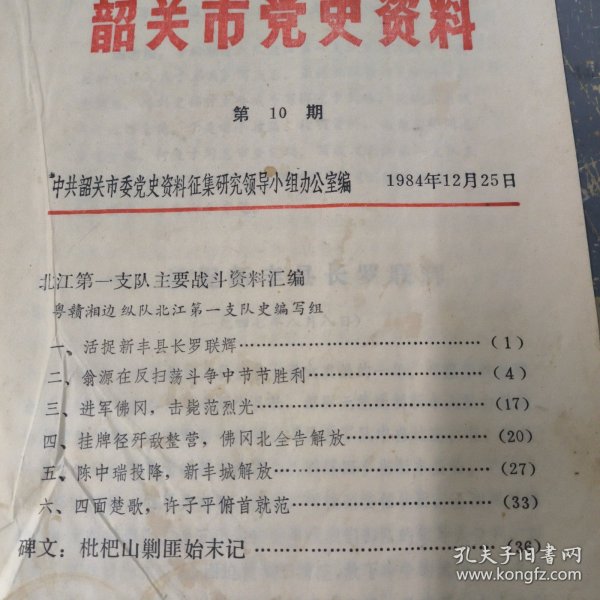 韶关市党史资料
第 10 期
中共韶关市委党史资料征集研究领导小组办公室编 1984年12月25日
北江第一支队主要战斗资料汇编
粤赣湘边纵队北江第一支队史编写组
一、活捉新丰县长罗联辉……………………………(1)
二、翁源在反扫荡斗争中节节胜利……………………(4)
三、进军佛冈，击毙范烈光……………………………(17)
四、挂牌径歼敌整营，佛冈北全告解放………………(20)
五、陈中瑞投降，新丰城解放…………………………(27)
六、四面楚歌，许子平俯首就范………………………(33)
碑文：枇杷山剿匪始末记………………………………(36)
孔夫子旧书网
www.kongfz.com